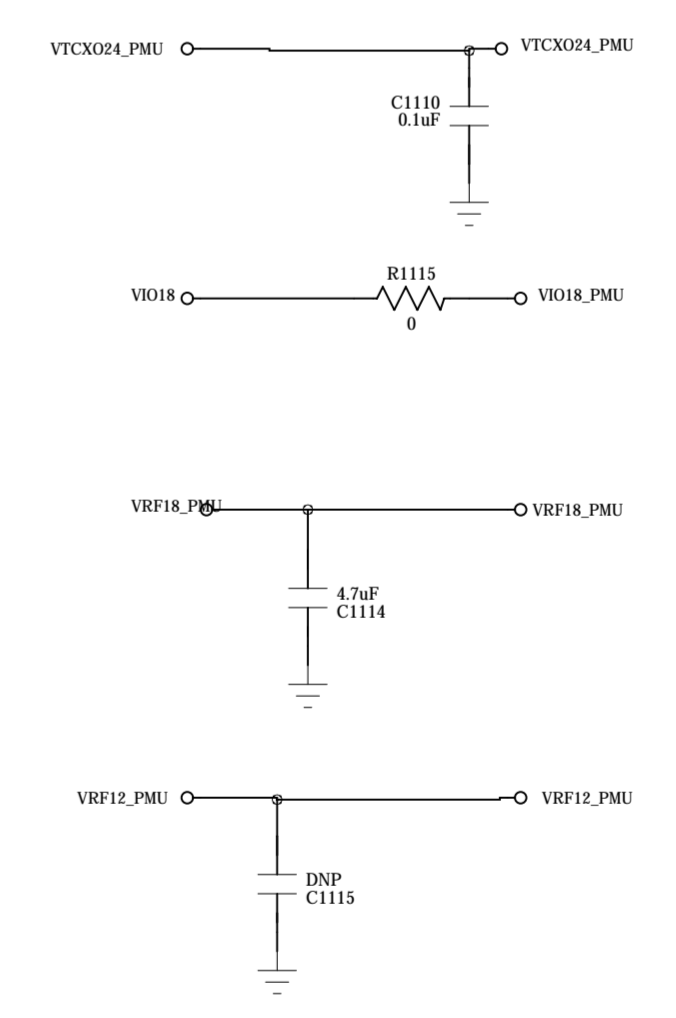 VTCXO24_PMU
VTCXO24_PMU
C1110
0.1uF
R1115
VIO18
VIO18_PMU
0
VRF18_PMU
VRF18_PMU
4.7uF
C1114
VRF12_PMU
VRF12_PMU
DNP
C1115